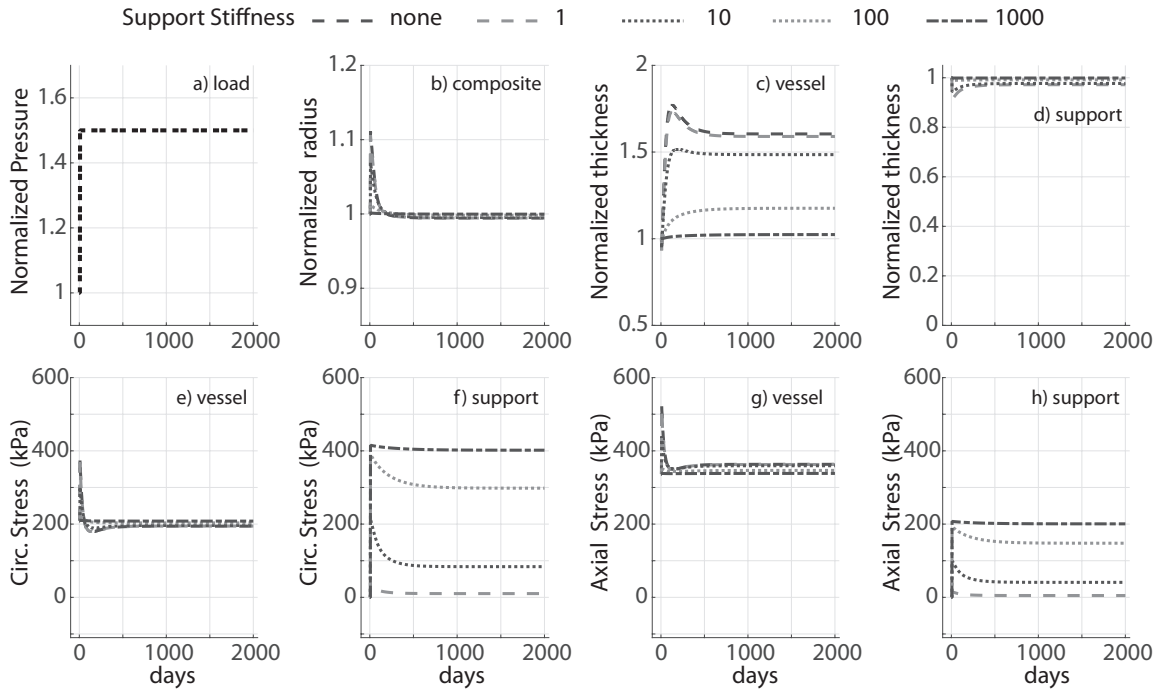 Support Stiffness none 1 10 100 1000
a) load
Normalized Pressure
1.6
1.4
1.2
1
0 1000 2000
b) composite
Normalized radius
1.2
1.1
1
0.9
0 1000 2000
c) vessel
Normalized thickness
2
1.5
1
0.5
0 1000 2000
d) support
Normalized thickness
1
0.8
0.6
0.4
0.2
0
0 1000 2000
e) vessel
Circ. Stress (kPa)
600
400
200
0
0 1000 2000
days
f) support
Circ. Stress (kPa)
600
400
200
0
0 1000 2000
days
g) vessel
Axial Stress (kPa)
600
400
200
0
0 1000 2000
days
h) support
Axial Stress (kPa)
600
400
200
0
0 1000 2000
days